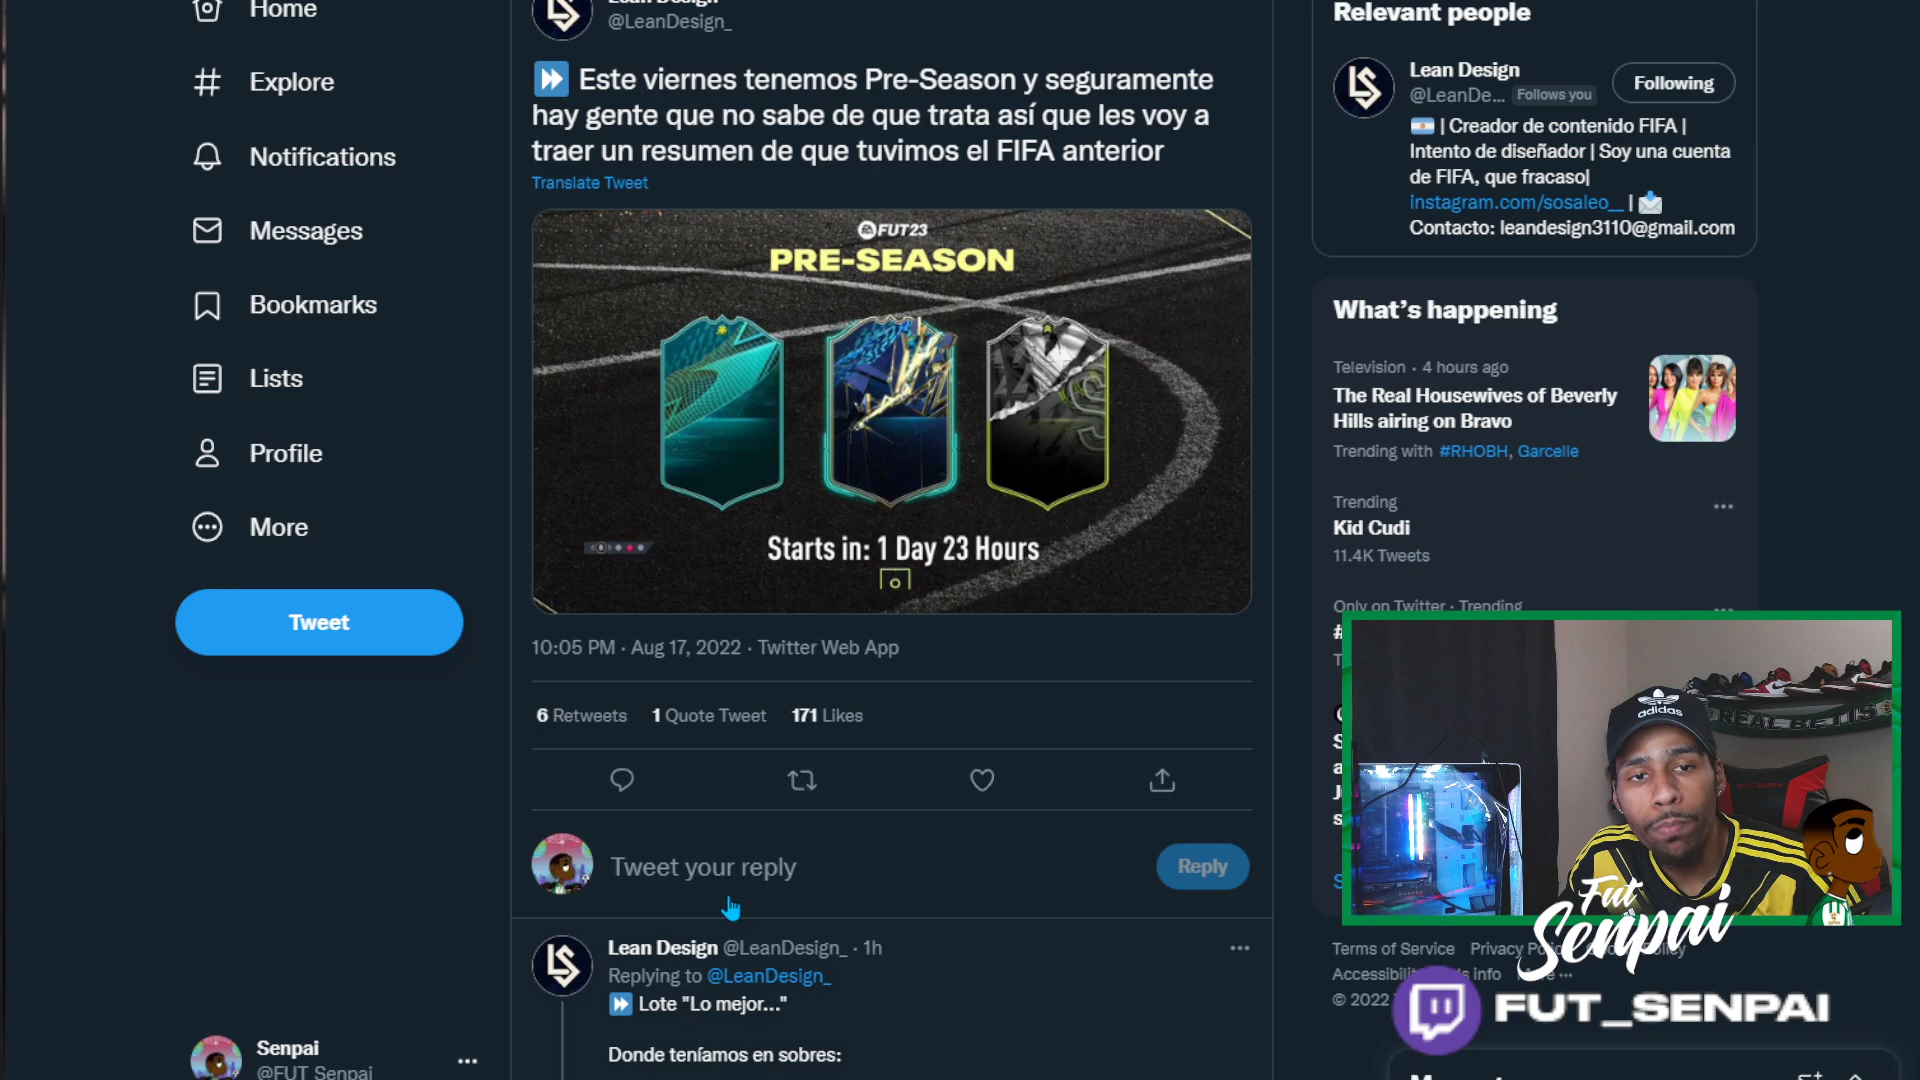 Home
Explore
Notifications
Messages
Bookmarks
Lists
Profile
More
Tweet
Senpai
@FUT_Senpai
Lean Design
@LeanDesign_
Este viernes tenemos Pre-Season y seguramente
hay gente que no sabe de que trata así que les voy a
traer un resumen de que tuvimos el FIFA anterior
Translate Tweet
FUT23
PRE-SEASON
Starts in: 1 Day 23 Hours
10:05 PM · Aug 17, 2022 · Twitter Web App
6 Retweets 1 Quote Tweet 171 Likes
Tweet your reply
Reply
Lean Design @LeanDesign_ · 1h
Replying to @LeanDesign_
Lote "Lo mejor..."
Donde teníamos en sobres:
Relevant people
Lean Design
@LeanDe... Follows you
Following
| Creador de contenido FIFA |
Intento de diseñador | Soy una cuenta
de FIFA, que fracaso|
instagram.com/sosaleo__ |
Contacto: leandesign3110@gmail.com
What's happening
Television · 4 hours ago
The Real Housewives of Beverly
Hills airing on Bravo
Trending with #RHOBH, Garcelle
Trending
Kid Cudi
11.4K Tweets
Only on Twitter · Trending
adidas
REAL BETIS
Fut
Senpai
FUT_SENPAI
Terms of Service
Privacy
© 2022